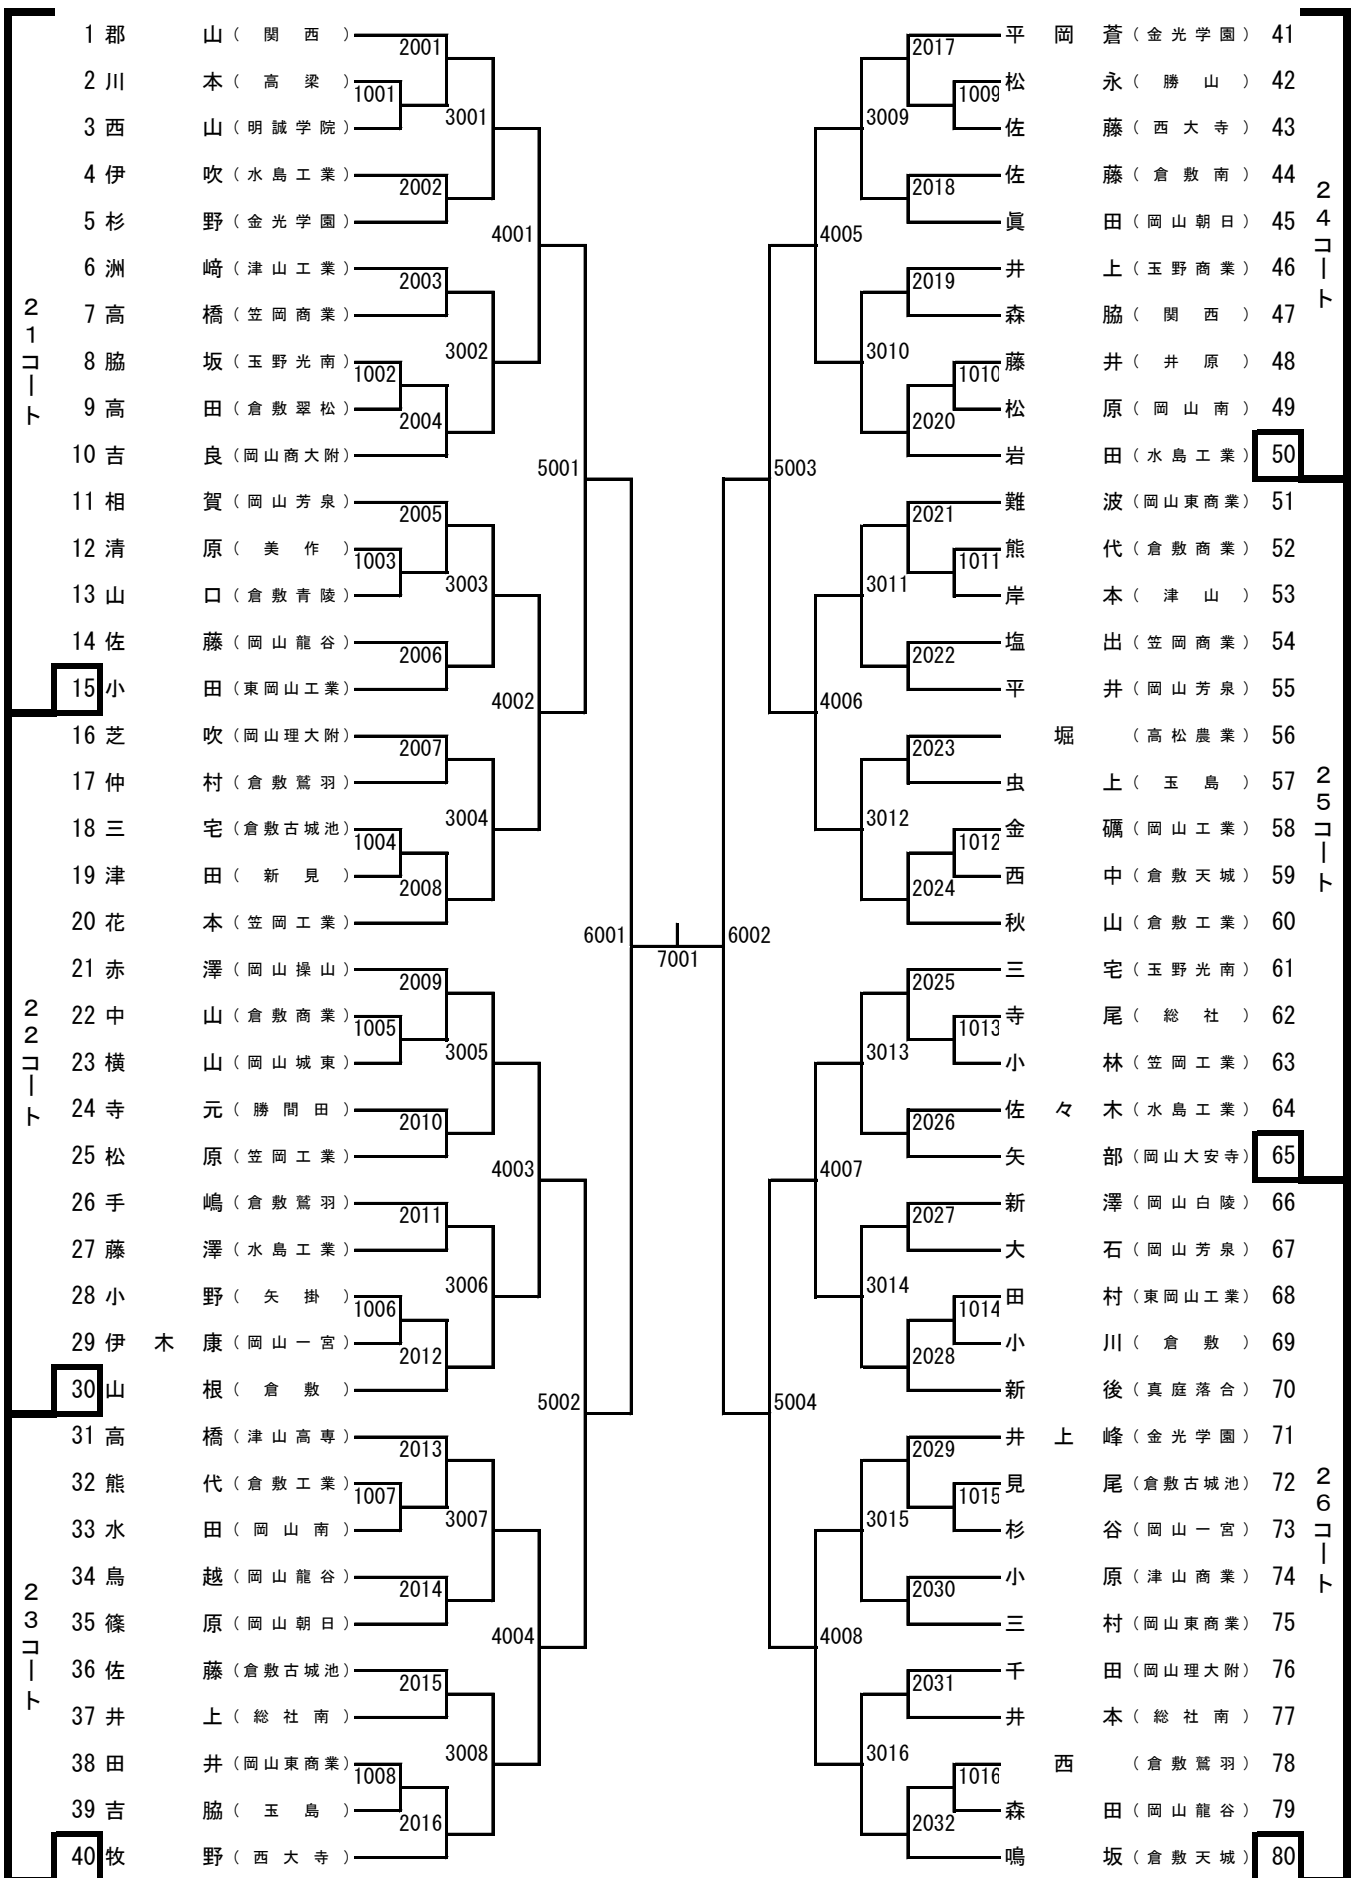 21コート
1 郡山（関西）
2 川本（高梁）
3 西山（明誠学院）
4 伊吹（水島工業）
5 杉野（金光学園）
6 洲﨑（津山工業）
7 高橋（笠岡商業）
8 脇坂（玉野光南）
9 高田（倉敷翠松）
10 吉良（岡山商大附）
11 相賀（岡山芳泉）
12 清原（美作）
13 山口（倉敷青陵）
14 佐藤（岡山龍谷）
15 小田（東岡山工業）
22コート
16 芝吹（岡山理大附）
17 仲村（倉敷鷲羽）
18 三宅（倉敷古城池）
19 津田（新見）
20 花本（笠岡工業）
21 赤澤（岡山操山）
22 中山（倉敷商業）
23 横山（岡山城東）
24 寺元（勝間田）
25 松原（笠岡工業）
26 手嶋（倉敷鷲羽）
27 藤澤（水島工業）
28 小野（矢掛）
29 伊木康（岡山一宮）
30 山根（倉敷）
23コート
31 高橋（津山高専）
32 熊代（倉敷工業）
33 水田（岡山南）
34 鳥越（岡山龍谷）
35 篠原（岡山朝日）
36 佐藤（倉敷古城池）
37 井上（総社南）
38 田井（岡山東商業）
39 吉脇（玉島）
40 牧野（西大寺）
1001
1002
1003
1004
1005
1006
1007
1008
2001
2002
2003
2004
2005
2006
2007
2008
2009
2010
2011
2012
2013
2014
2015
2016
3001
3002
3003
3004
3005
3006
3007
3008
4001
4002
4003
4004
5001
5002
6001
7001
6002
5003
5004
4005
4006
4007
4008
3009
3010
3011
3012
3013
3014
3015
3016
2017
2018
2019
2020
2021
2022
2023
2024
2025
2026
2027
2028
2029
2030
2031
2032
1009
1010
1011
1012
1013
1014
1015
1016
24コート
平岡蒼（金光学園） 41
松永（勝山） 42
佐藤（西大寺） 43
佐藤（倉敷南） 44
眞田（岡山朝日） 45
井上（玉野商業） 46
森脇（関西） 47
藤井（井原） 48
松原（岡山南） 49
岩田（水島工業） 50
25コート
難波（岡山東商業） 51
熊代（倉敷商業） 52
岸本（津山） 53
塩出（笠岡商業） 54
平井（岡山芳泉） 55
堀（高松農業） 56
虫上（玉島） 57
金礪（岡山工業） 58
西中（倉敷天城） 59
秋山（倉敷工業） 60
三宅（玉野光南） 61
寺尾（総社） 62
小林（笠岡工業） 63
佐々木（水島工業） 64
矢部（岡山大安寺） 65
26コート
新澤（岡山白陵） 66
大石（岡山芳泉） 67
田村（東岡山工業） 68
小川（倉敷） 69
新後（真庭落合） 70
井上峰（金光学園） 71
見尾（倉敷古城池） 72
杉谷（岡山一宮） 73
小原（津山商業） 74
三村（岡山東商業） 75
千田（岡山理大附） 76
井本（総社南） 77
西（倉敷鷲羽） 78
森田（岡山龍谷） 79
鳴坂（倉敷天城） 80